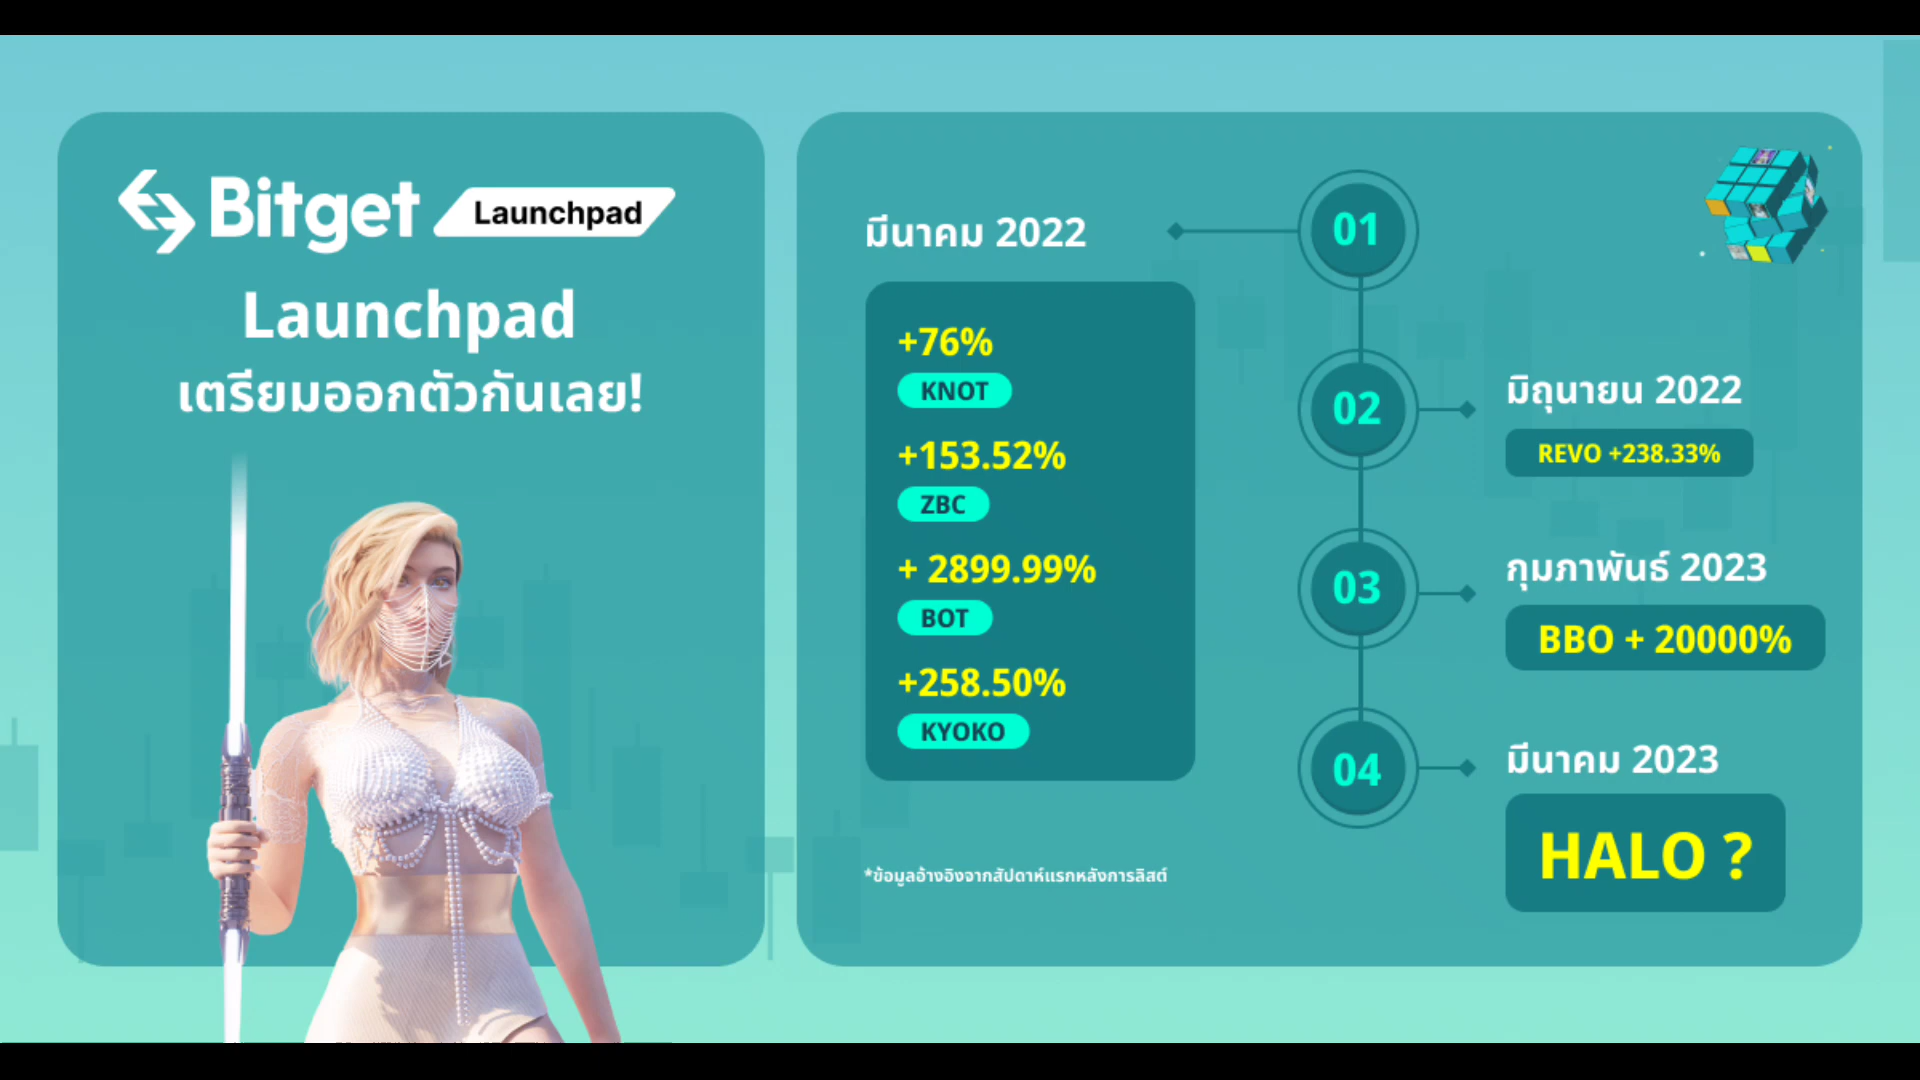 Bitget Launchpad
Launchpad
เตรียมออกตัวกันเลย!
มีนาคม 2022
+76%
KNOT
+153.52%
ZBC
+ 2899.99%
BOT
+258.50%
KYOKO
*ข้อมูลอ้างอิงจากสัปดาห์แรกหลังการลิสต์
01
02
มิถุนายน 2022
REVO +238.33%
03
กุมภาพันธ์ 2023
BBO + 20000%
04
มีนาคม 2023
HALO ?